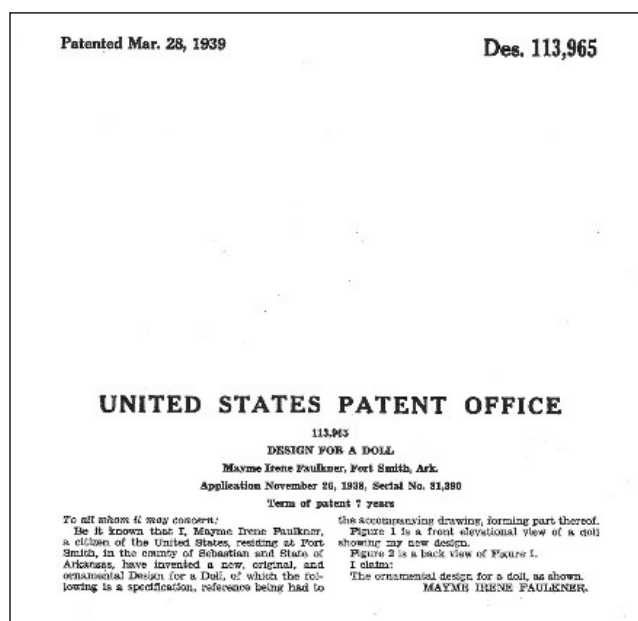 Patented Mar. 28, 1939
Des. 113,965
UNITED STATES PATENT OFFICE
113,965
DESIGN FOR A DOLL
Mayme Irene Faulkner, Fort Smith, Ark.
Application November 26, 1938, Serial No. 81,390
Term of patent 7 years
To all whom it may concern:
Be it known that I, Mayme Irene Faulkner,
a citizen of the United States, residing at Fort
Smith, in the county of Sebastian and State of
Arkansas, have invented a new, original, and
ornamental Design for a Doll, of which the fol-
lowing is a specification, reference being had to
the accompanying drawing, forming part thereof.
Figure 1 is a front elevational view of a doll
showing my new design.
Figure 2 is a back view of Figure 1.
I claim:
The ornamental design for a doll, as shown.
MAYME IRENE FAULKNER.